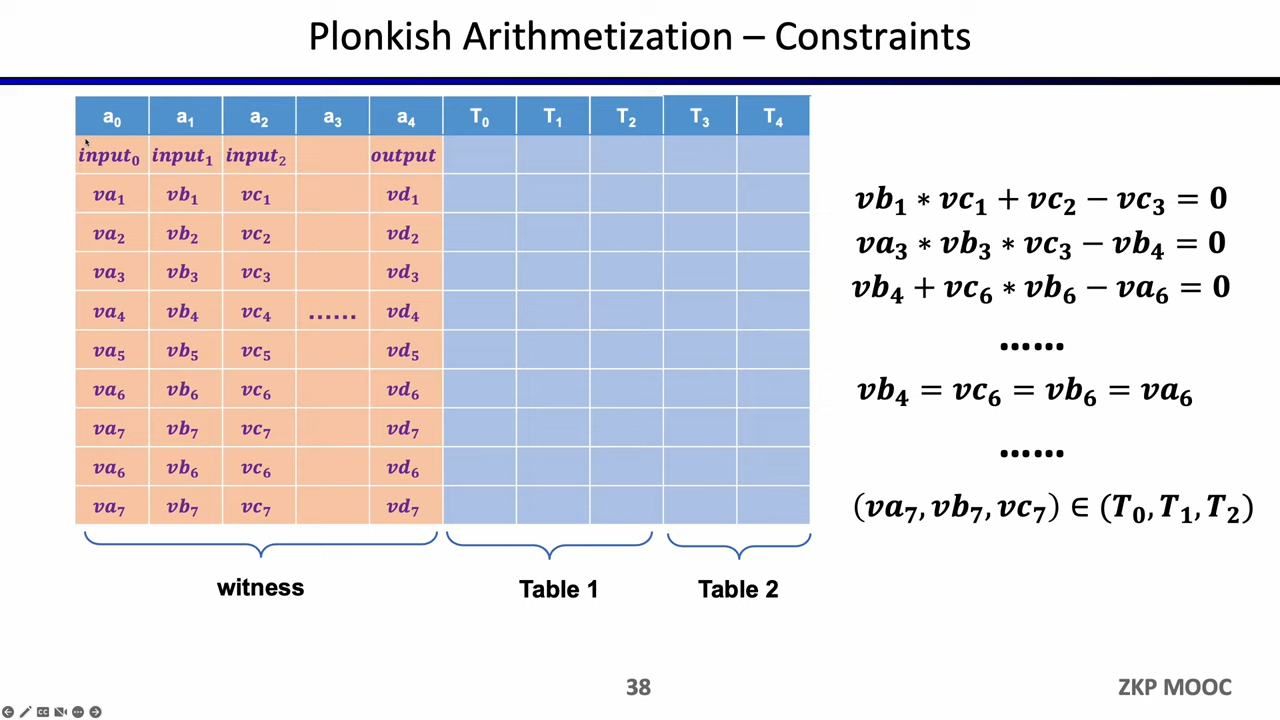 Plonkish Arithmetization – Constraints
a₀ a₁ a₂ a₃ a₄ T₀ T₁ T₂ T₃ T₄
input₀ input₁ input₂ output
va₁ vb₁ vc₁ vd₁
va₂ vb₂ vc₂ vd₂
va₃ vb₃ vc₃ vd₃
va₄ vb₄ vc₄ ...... vd₄
va₅ vb₅ vc₅ vd₅
va₆ vb₆ vc₆ vd₆
va₇ vb₇ vc₇ vd₇
va₆ vb₆ vc₆ vd₆
va₇ vb₇ vc₇ vd₇
witness Table 1 Table 2
vb₁ * vc₁ + vc₂ − vc₃ = 0
va₃ * vb₃ * vc₃ − vb₄ = 0
vb₄ + vc₆ * vb₆ − va₆ = 0
......
vb₄ = vc₆ = vb₆ = va₆
......
(va₇, vb₇, vc₇) ∈ (T₀, T₁, T₂)
38
ZKP MOOC